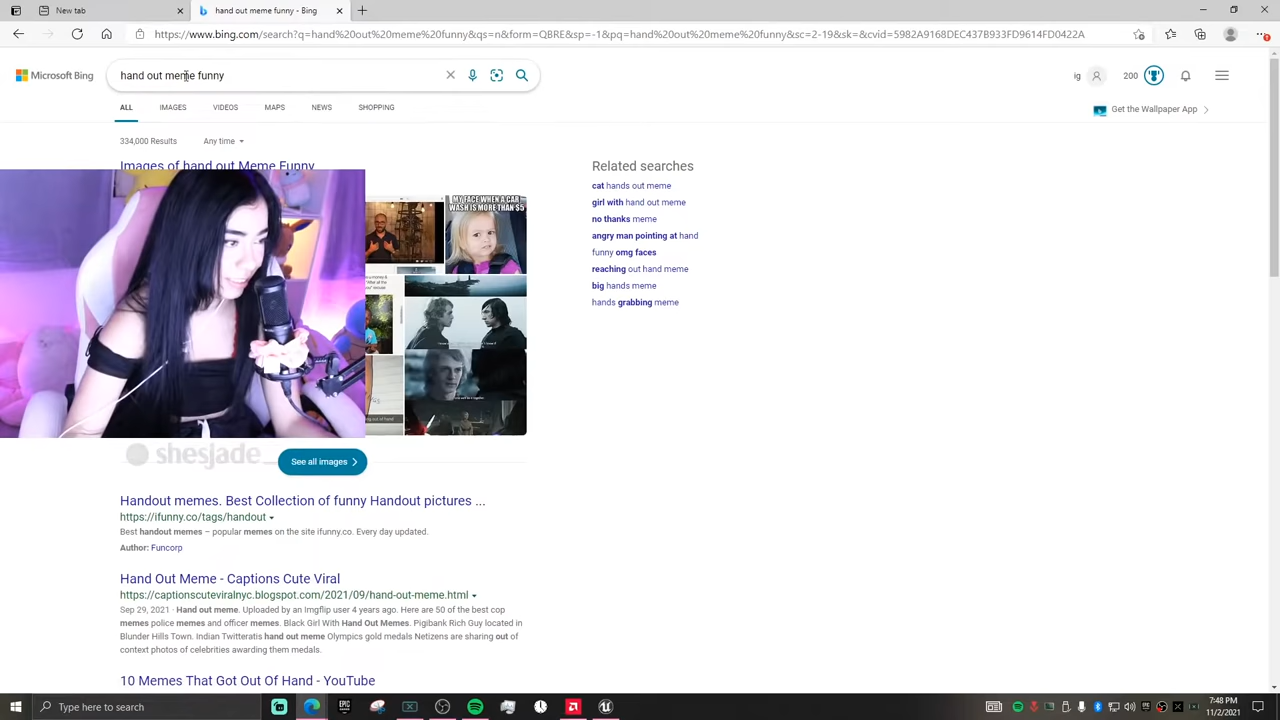 New tab
hand out meme funny - Bing
https://www.bing.com/search?q=hand%20out%20meme%20funny&qs=n&form=QBRE&sp=-1&pq=hand%20out%20meme%20funny&sc=2-19&sk=&cvid=5982A9168DEC437B933FD9614FD0422A
Microsoft Bing
hand out meme funny
ig
200
ALL
IMAGES
VIDEOS
MAPS
NEWS
SHOPPING
Get the Wallpaper App
334,000 Results
Any time
Images of hand out Meme Funny
MY FACE WHEN A CAR
WASH IS MORE THAN $5
Related searches
cat hands out meme
girl with hand out meme
no thanks meme
angry man pointing at hand
funny omg faces
reaching out hand meme
big hands meme
hands grabbing meme
shesjade
See all images
Handout memes. Best Collection of funny Handout pictures ...
https://ifunny.co/tags/handout
Best handout memes – popular memes on the site ifunny.co. Every day updated.
Author: Funcorp
Hand Out Meme - Captions Cute Viral
https://captionscuteviralnyc.blogspot.com/2021/09/hand-out-meme.html
Sep 29, 2021 · Hand out meme. Uploaded by an Imgflip user 4 years ago. Here are 50 of the best cop
memes police memes and officer memes. Black Girl With Hand Out Memes. Pigibank Rich Guy located in
Blunder Hills Town. Indian Twitteratis hand out meme Olympics gold medals Netizens are sharing out of
context photos of celebrities awarding them medals.
10 Memes That Got Out Of Hand - YouTube
Type here to search
EPIC
7:48 PM
11/2/2021